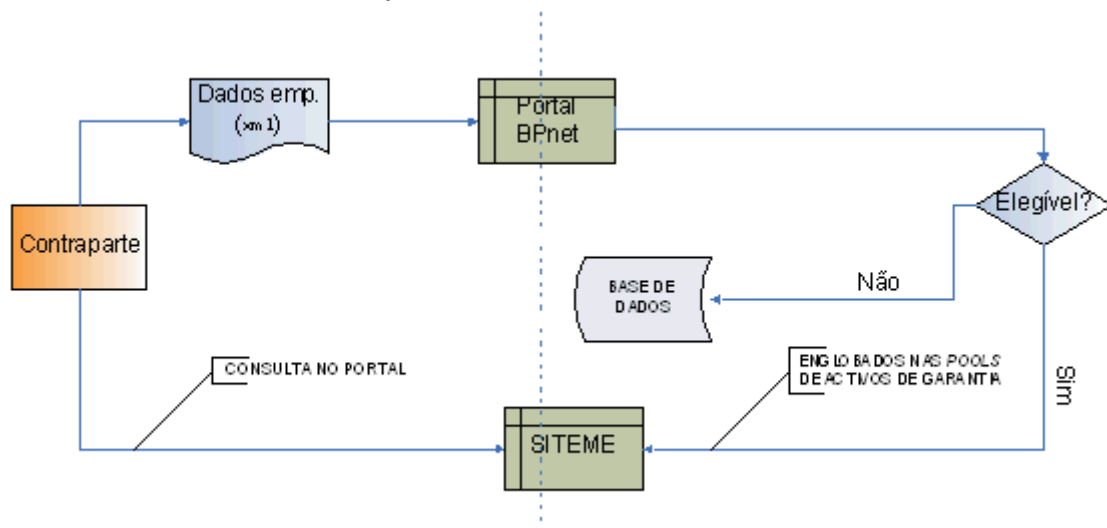 Dados emp.
(xm1)
Portal
BPnet
Elegível?
Contraparte
BASE DE
DADOS
Não
CONSULTA NO PORTAL
ENGLOBADOS NAS POOLS
DE ACTIVOS DE GARANTIA
Sim
SITEME